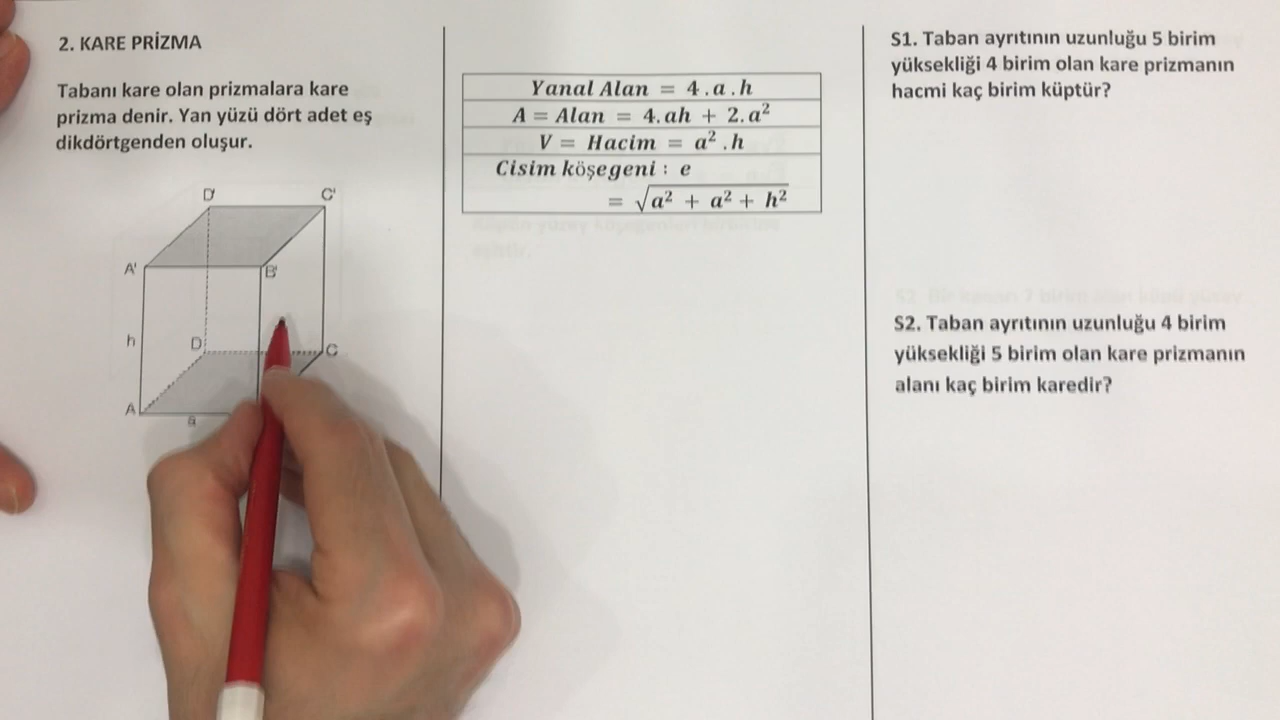 2. KARE PRİZMA
Tabanı kare olan prizmalara kare
prizma denir. Yan yüzü dört adet eş
dikdörtgenden oluşur.
D'
C'
A'
B'
h
D
C
A
a
Yanal Alan = 4 . a . h
A = Alan = 4. ah + 2. a²
V = Hacim = a² . h
Cisim köşegeni : e
= √a² + a² + h²
S1. Taban ayrıtının uzunluğu 5 birim
yüksekliği 4 birim olan kare prizmanın
hacmi kaç birim küptür?
S2. Taban ayrıtının uzunluğu 4 birim
yüksekliği 5 birim olan kare prizmanın
alanı kaç birim karedir?